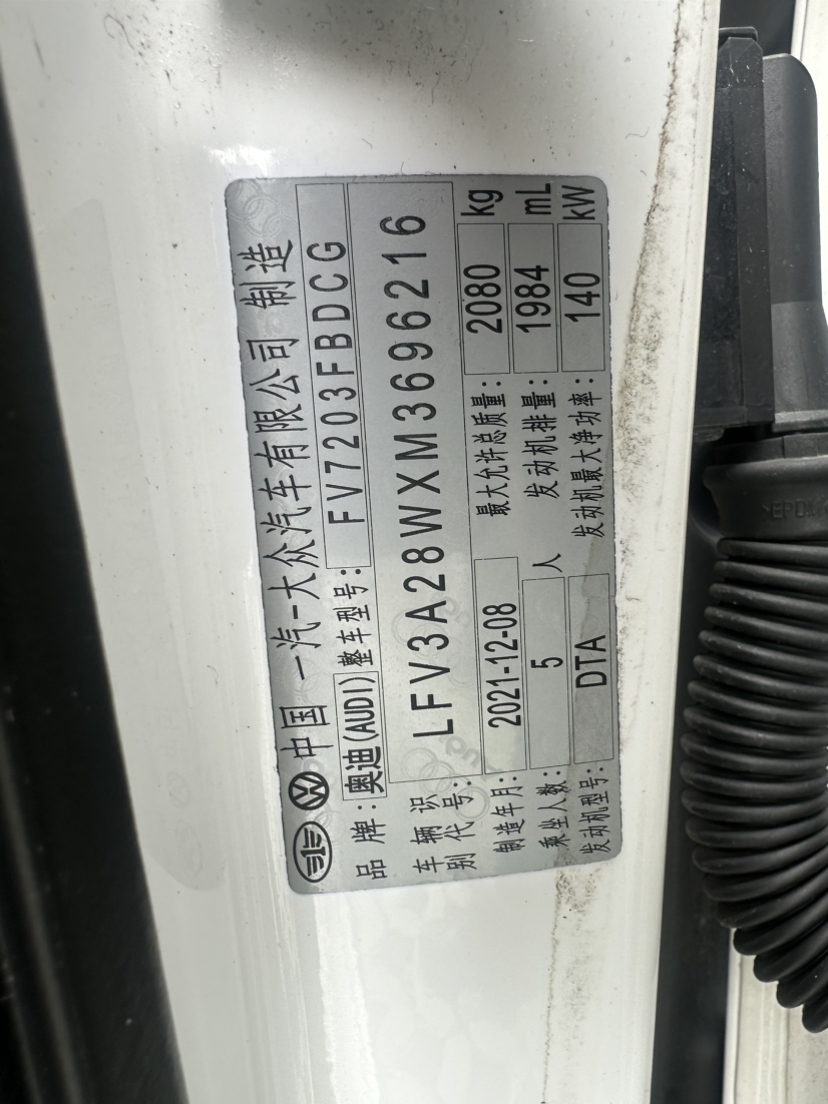 中国 一汽-大众汽车有限公司 制造
品牌: 奥迪(AUDI) 整车型号: FV7203FBDCG
车辆识别代号: LFV3A28WXM3696216
制造年月: 2021-12-08 最大允许总质量: 2080 kg
乘坐人数: 5 人 发动机排量: 1984 mL
发动机型号: DTA 发动机最大净功率: 140 kW